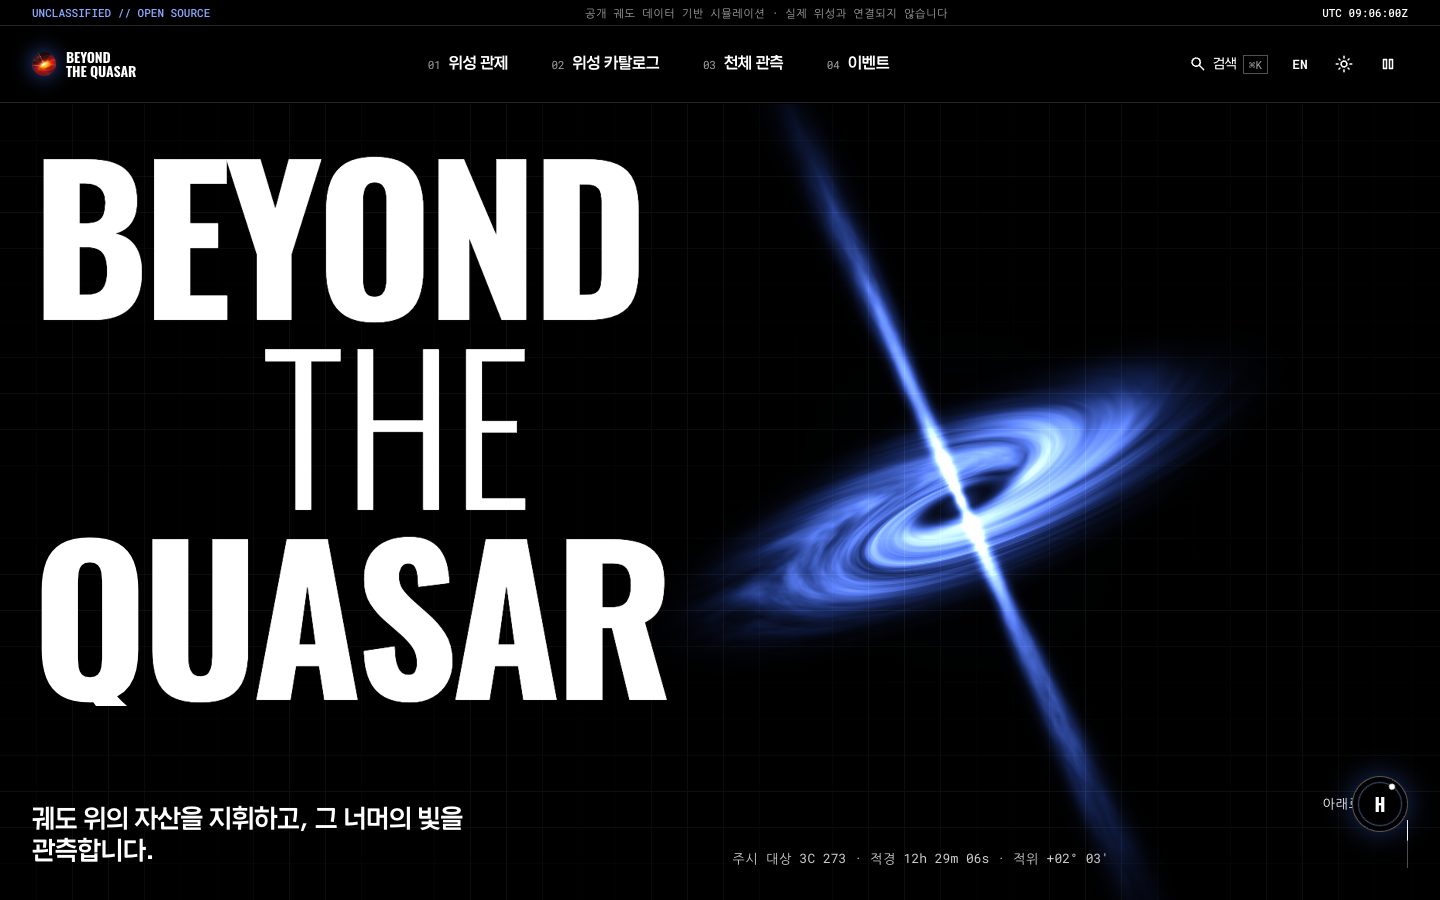 UNCLASSIFIED // OPEN SOURCE
공개 궤도 데이터 기반 시뮬레이션 · 실제 위성과 연결되지 않습니다
UTC 09:06:00Z
BEYOND
THE QUASAR
01 위성 관제
02 위성 카탈로그
03 천체 관측
04 이벤트
검색 ⌘K
EN
BEYOND
THE
QUASAR
궤도 위의 자산을 지휘하고, 그 너머의 빛을
관측합니다.
주시 대상 3C 273 · 적경 12h 29m 06s · 적위 +02° 03'
H